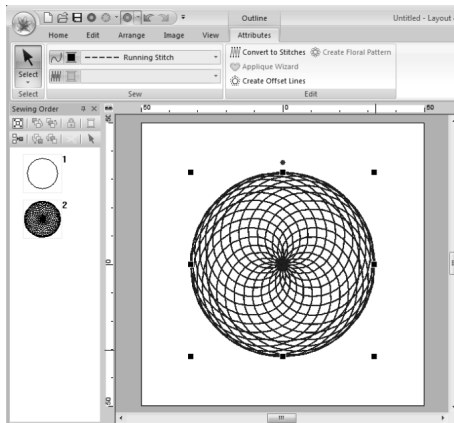 Outline
Untitled - Layout
Home Edit Arrange Image View Attributes
Select
Running Stitch
Convert to Stitches Create Floral Pattern
Applique Wizard
Create Offset Lines
Select Sew Edit
Sewing Order
50 0 50
1
2
0
50